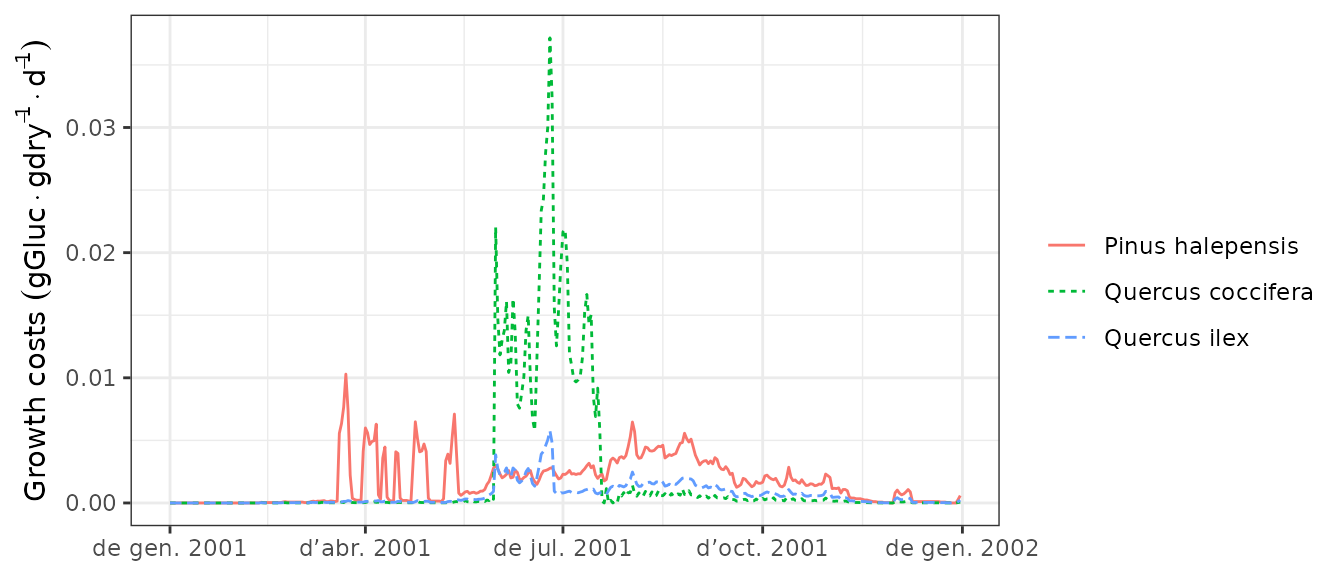 Growth costs (gGluc · gdry⁻¹ · d⁻¹)
0.03
0.02
0.01
0.00
de gen. 2001
d’abr. 2001
de jul. 2001
d’oct. 2001
de gen. 2002
Pinus halepensis
Quercus coccifera
Quercus ilex